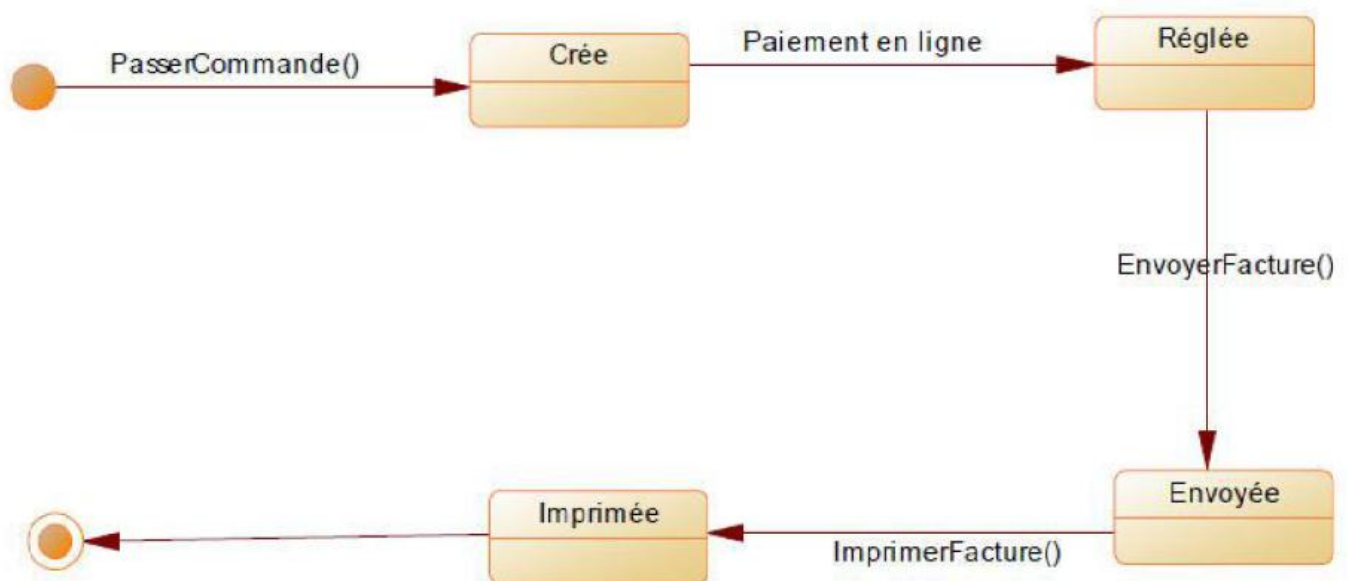 PasserCommande()
Crée
Paiement en ligne
Réglée
EnvoyerFacture()
Envoyée
ImprimerFacture()
Imprimée